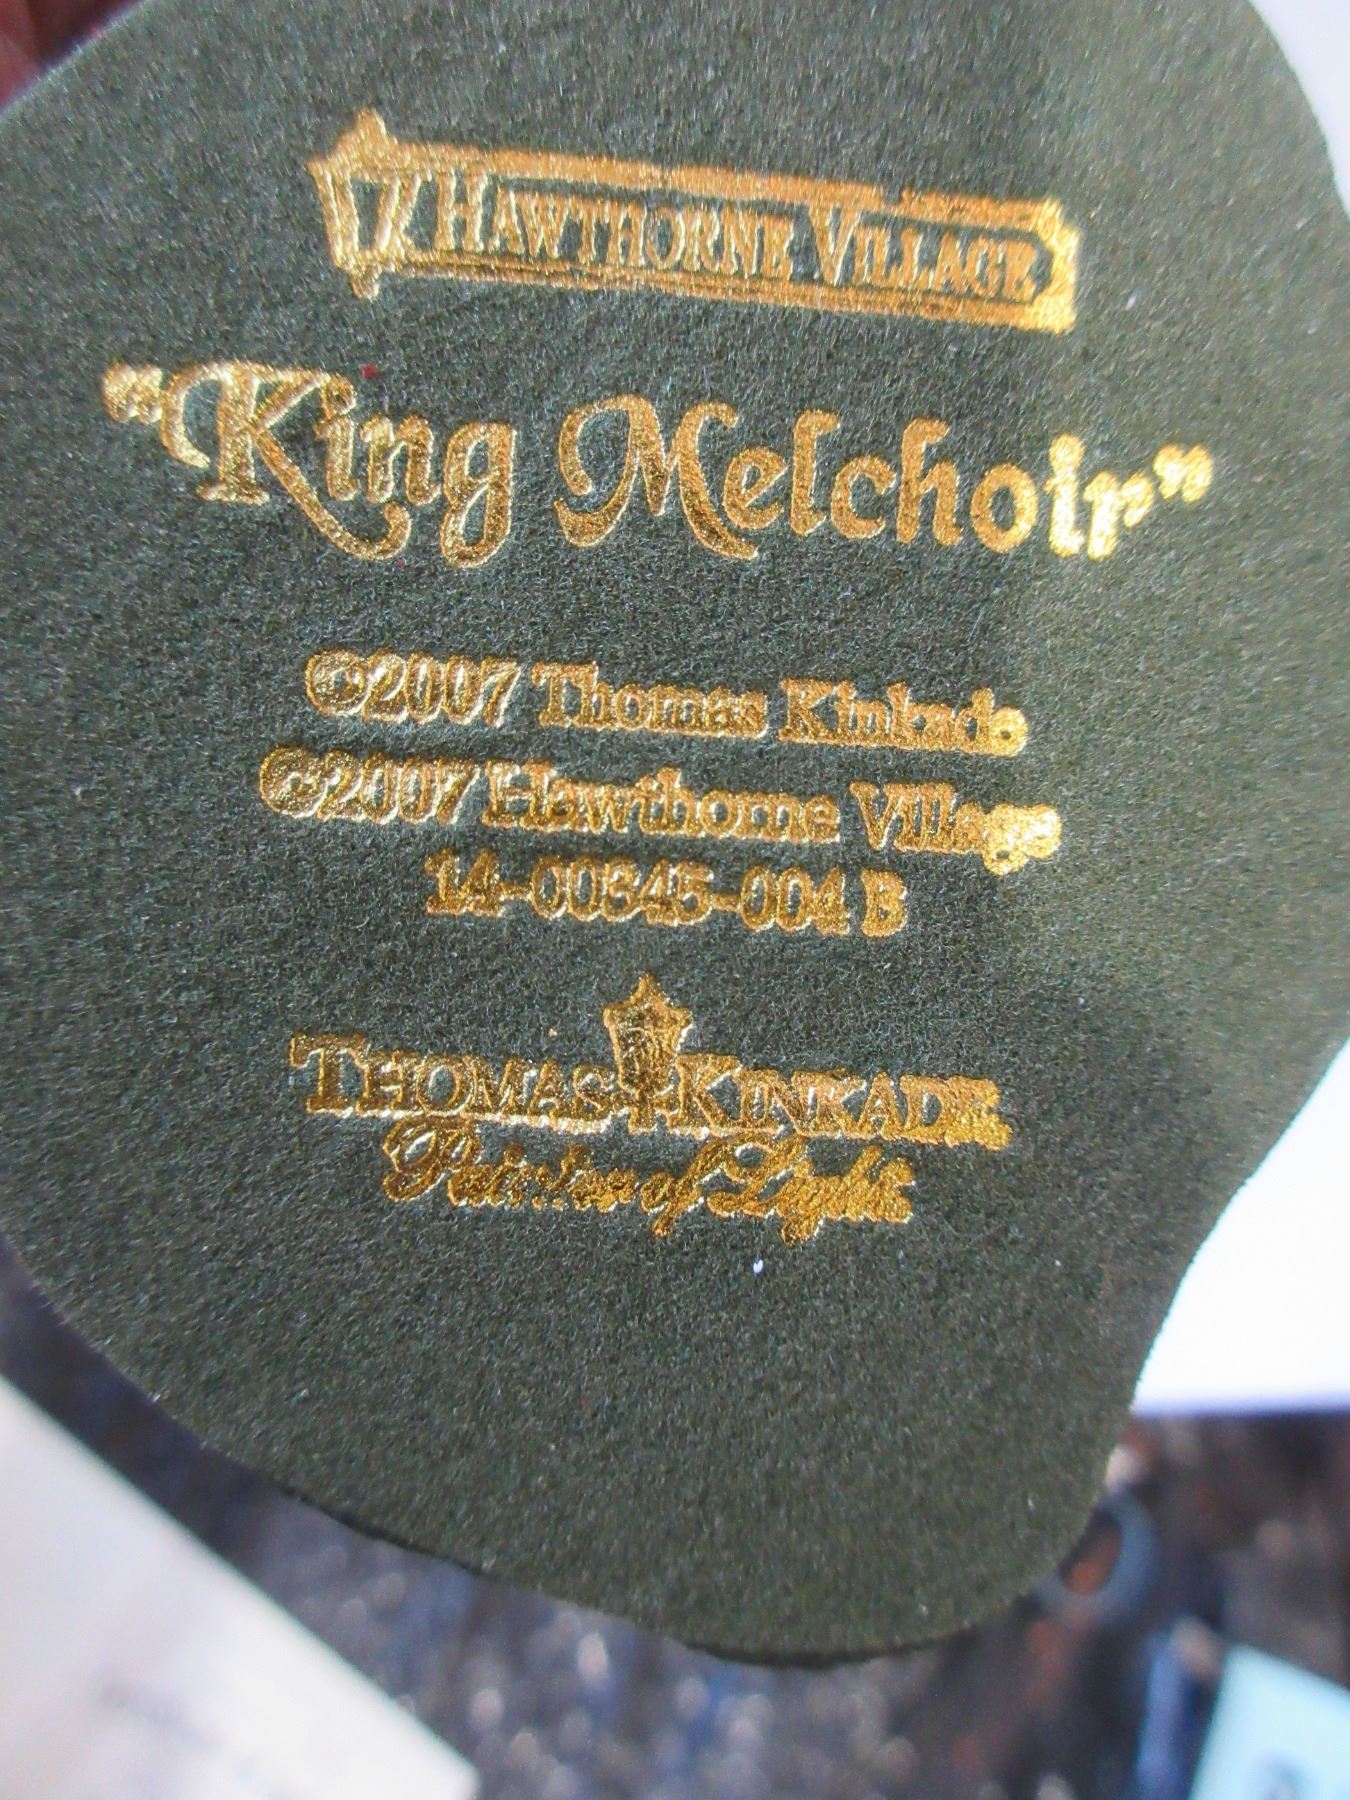 HAWTHORNE VILLAGE
"King Melchoir"
©2007 Thomas Kinkade
©2007 Hawthorne Village
14-00345-004 B
THOMAS KINKADE
Painter of Light